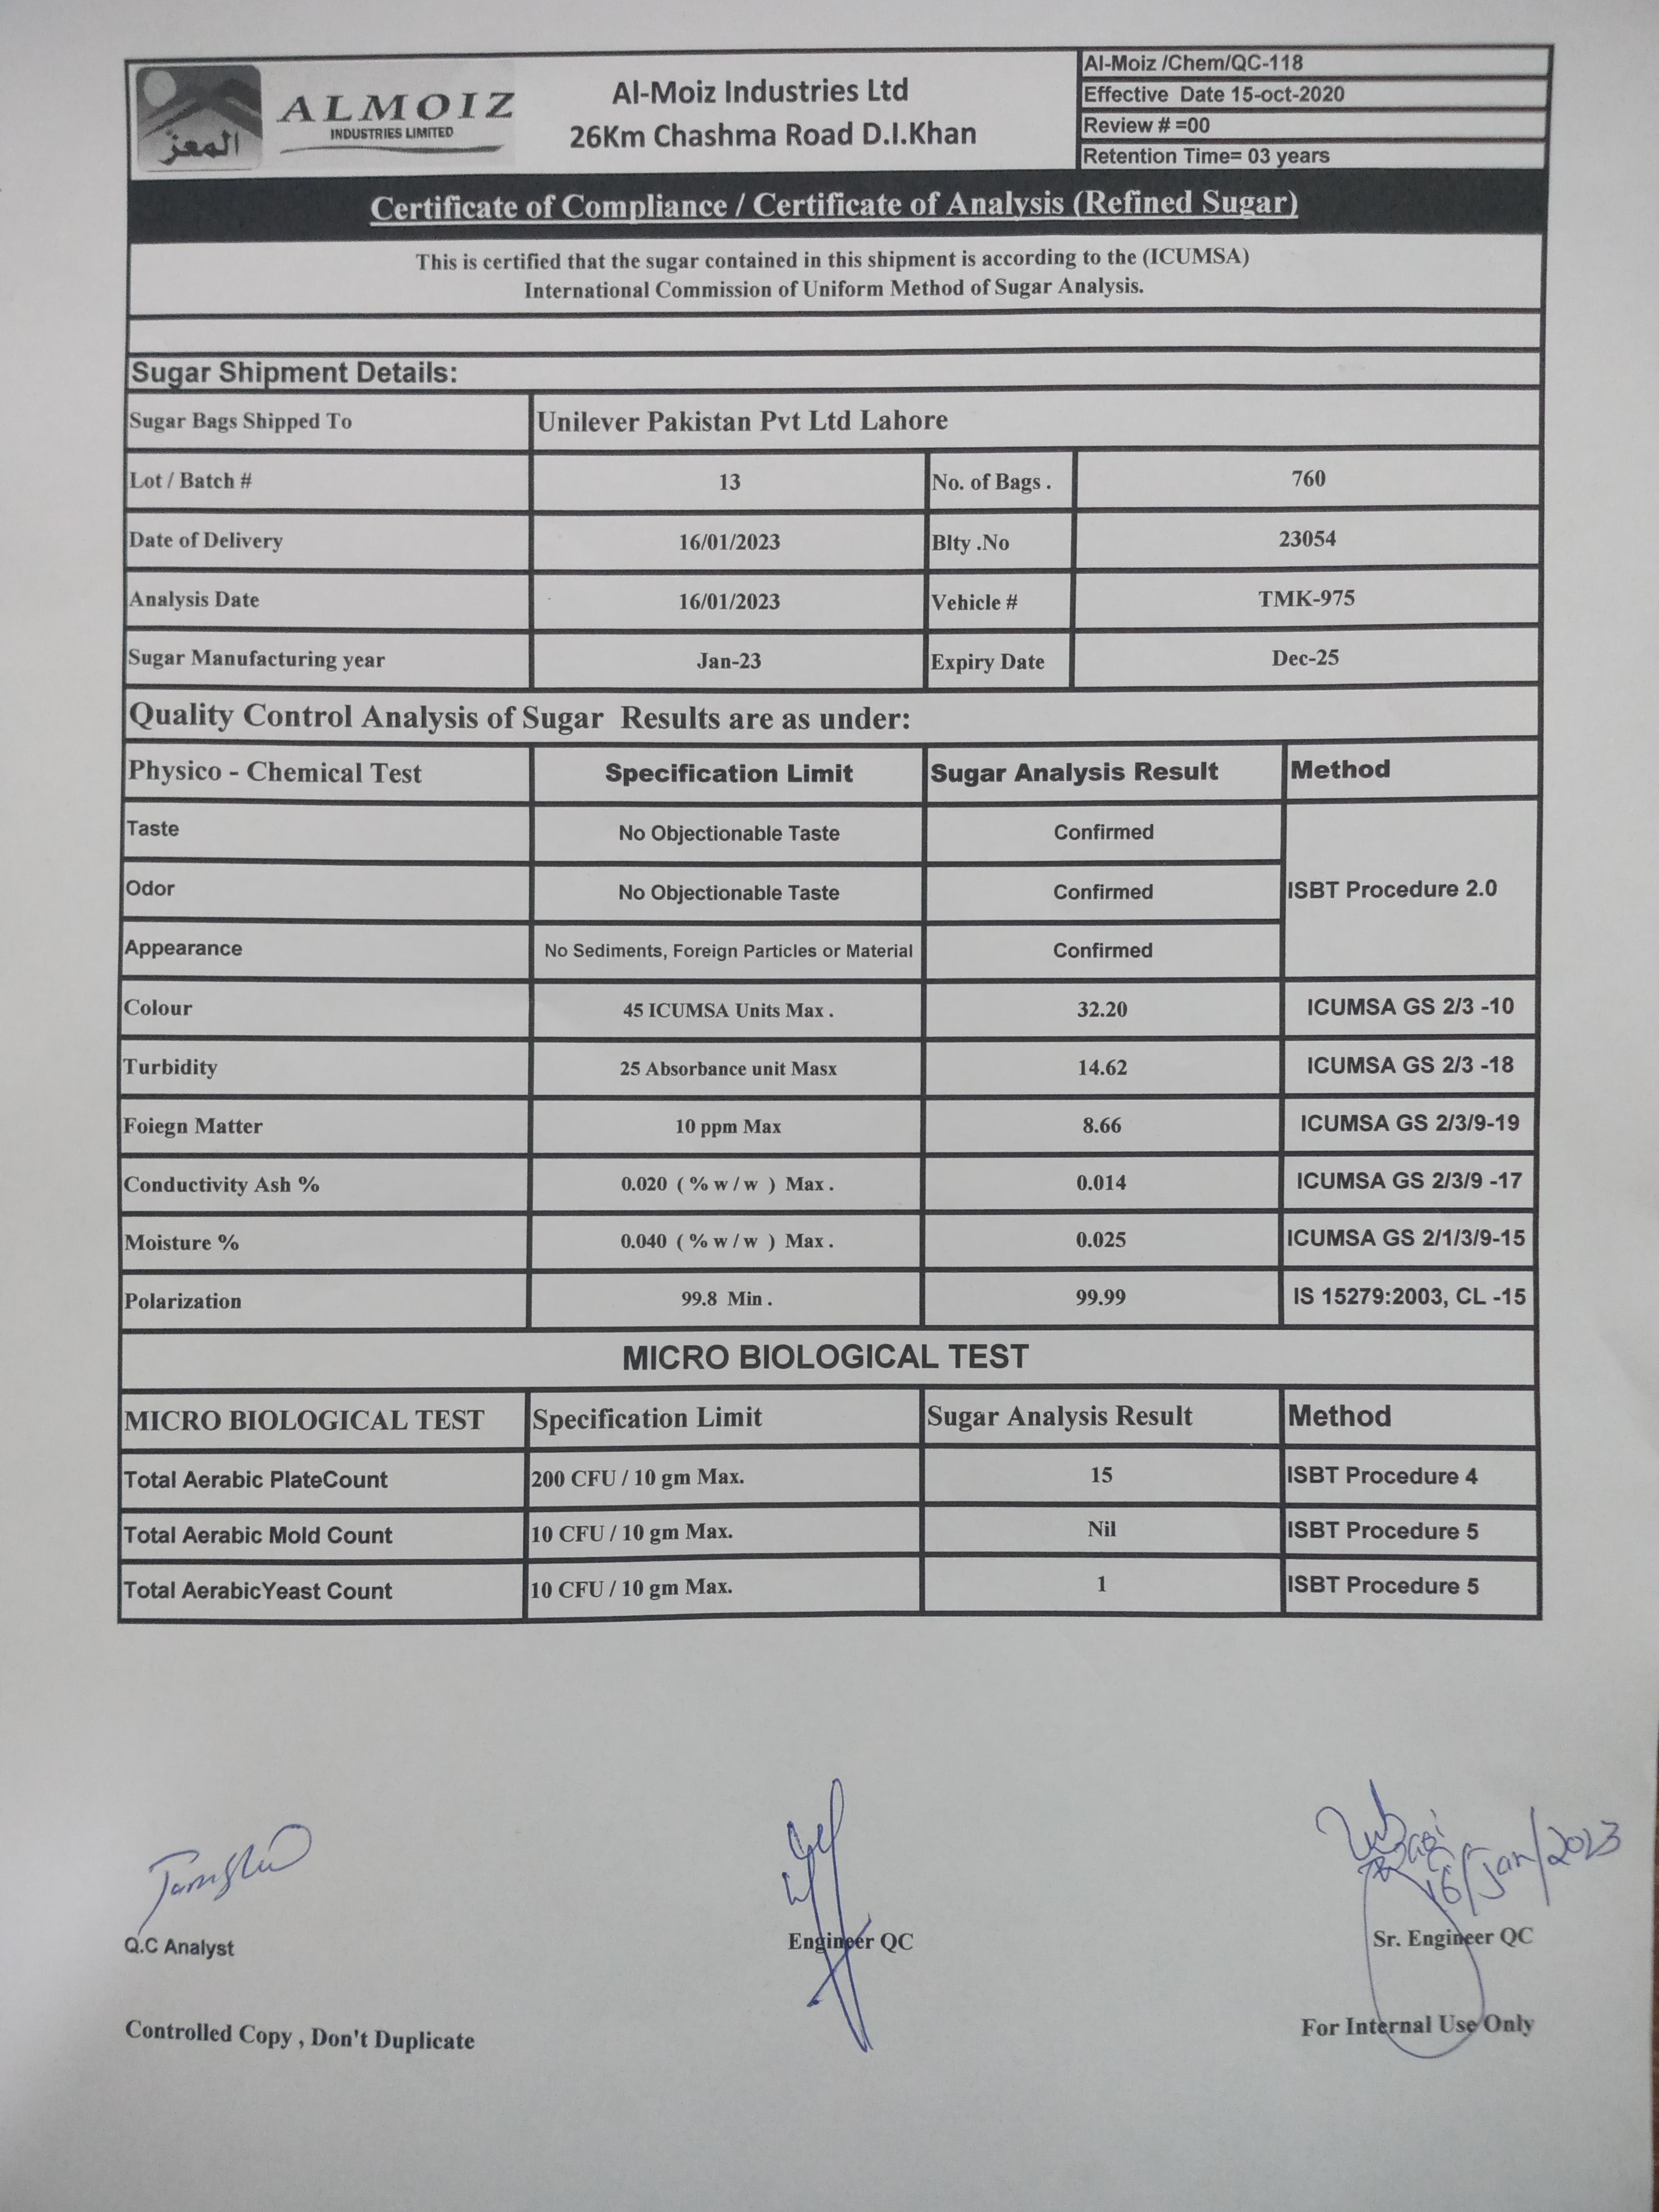 المعز
ALMOIZ
INDUSTRIES LIMITED
Al-Moiz Industries Ltd
26Km Chashma Road D.I.Khan
Al-Moiz /Chem/QC-118
Effective Date 15-oct-2020
Review # =00
Retention Time= 03 years
Certificate of Compliance / Certificate of Analysis (Refined Sugar)
This is certified that the sugar contained in this shipment is according to the (ICUMSA)
International Commission of Uniform Method of Sugar Analysis.
Sugar Shipment Details:
Sugar Bags Shipped To Unilever Pakistan Pvt Ltd Lahore
Lot / Batch # 13 No. of Bags . 760
Date of Delivery 16/01/2023 Blty .No 23054
Analysis Date 16/01/2023 Vehicle # TMK-975
Sugar Manufacturing year Jan-23 Expiry Date Dec-25
Quality Control Analysis of Sugar Results are as under:
Physico - Chemical Test Specification Limit Sugar Analysis Result Method
Taste No Objectionable Taste Confirmed
Odor No Objectionable Taste Confirmed ISBT Procedure 2.0
Appearance No Sediments, Foreign Particles or Material Confirmed
Colour 45 ICUMSA Units Max . 32.20 ICUMSA GS 2/3 -10
Turbidity 25 Absorbance unit Masx 14.62 ICUMSA GS 2/3 -18
Foiegn Matter 10 ppm Max 8.66 ICUMSA GS 2/3/9-19
Conductivity Ash % 0.020 ( % w / w ) Max . 0.014 ICUMSA GS 2/3/9 -17
Moisture % 0.040 ( % w / w ) Max . 0.025 ICUMSA GS 2/1/3/9-15
Polarization 99.8 Min . 99.99 IS 15279:2003, CL -15
MICRO BIOLOGICAL TEST
MICRO BIOLOGICAL TEST Specification Limit Sugar Analysis Result Method
Total Aerabic PlateCount 200 CFU / 10 gm Max. 15 ISBT Procedure 4
Total Aerabic Mold Count 10 CFU / 10 gm Max. Nil ISBT Procedure 5
Total AerabicYeast Count 10 CFU / 10 gm Max. 1 ISBT Procedure 5
16/Jan/2023
Q.C Analyst Engineer QC Sr. Engineer QC
Controlled Copy , Don't Duplicate For Internal Use Only